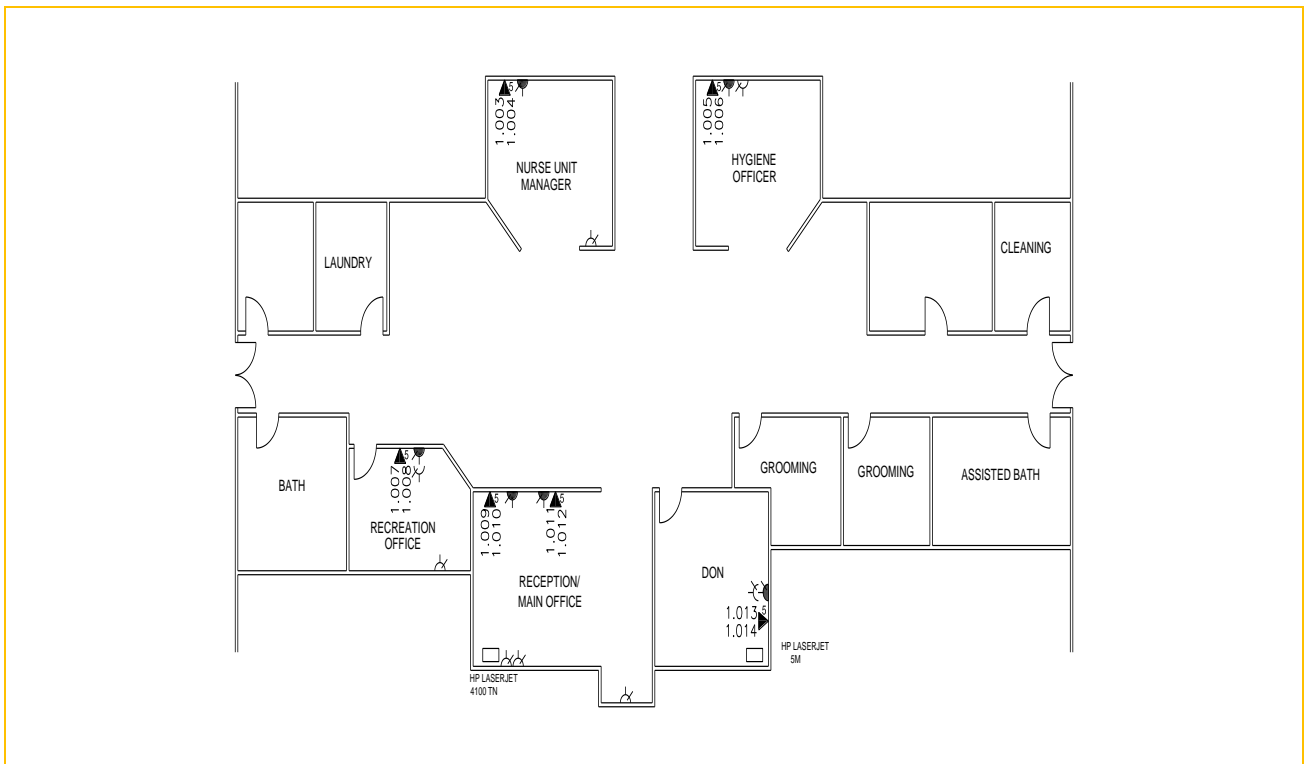 5
1.003
1.004
NURSE UNIT
MANAGER
5
1.005
1.006
HYGIENE
OFFICER
LAUNDRY
CLEANING
BATH
5
1.007
1.008
RECREATION
OFFICE
5
1.009
1.010
5
1.011
1.012
RECEPTION/
MAIN OFFICE
HP LASERJET
4100 TN
DON
5
1.013
1.014
HP LASERJET
5M
GROOMING
GROOMING
ASSISTED BATH